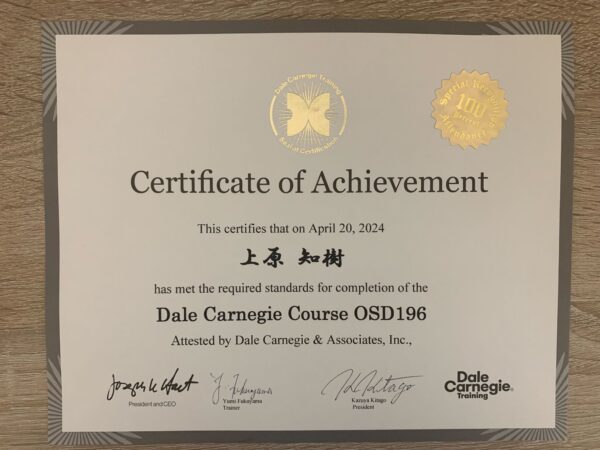 Dale Carnegie Training
Seal of Certification
Special Recognition
100
Percent
Attendance
Certificate of Achievement
This certifies that on April 20, 2024
上原 知樹
has met the required standards for completion of the
Dale Carnegie Course OSD196
Attested by Dale Carnegie & Associates, Inc.,
President and CEO
Yumi Fukuyama
Trainer
Kazuya Kitago
President
Dale
Carnegie®
Training